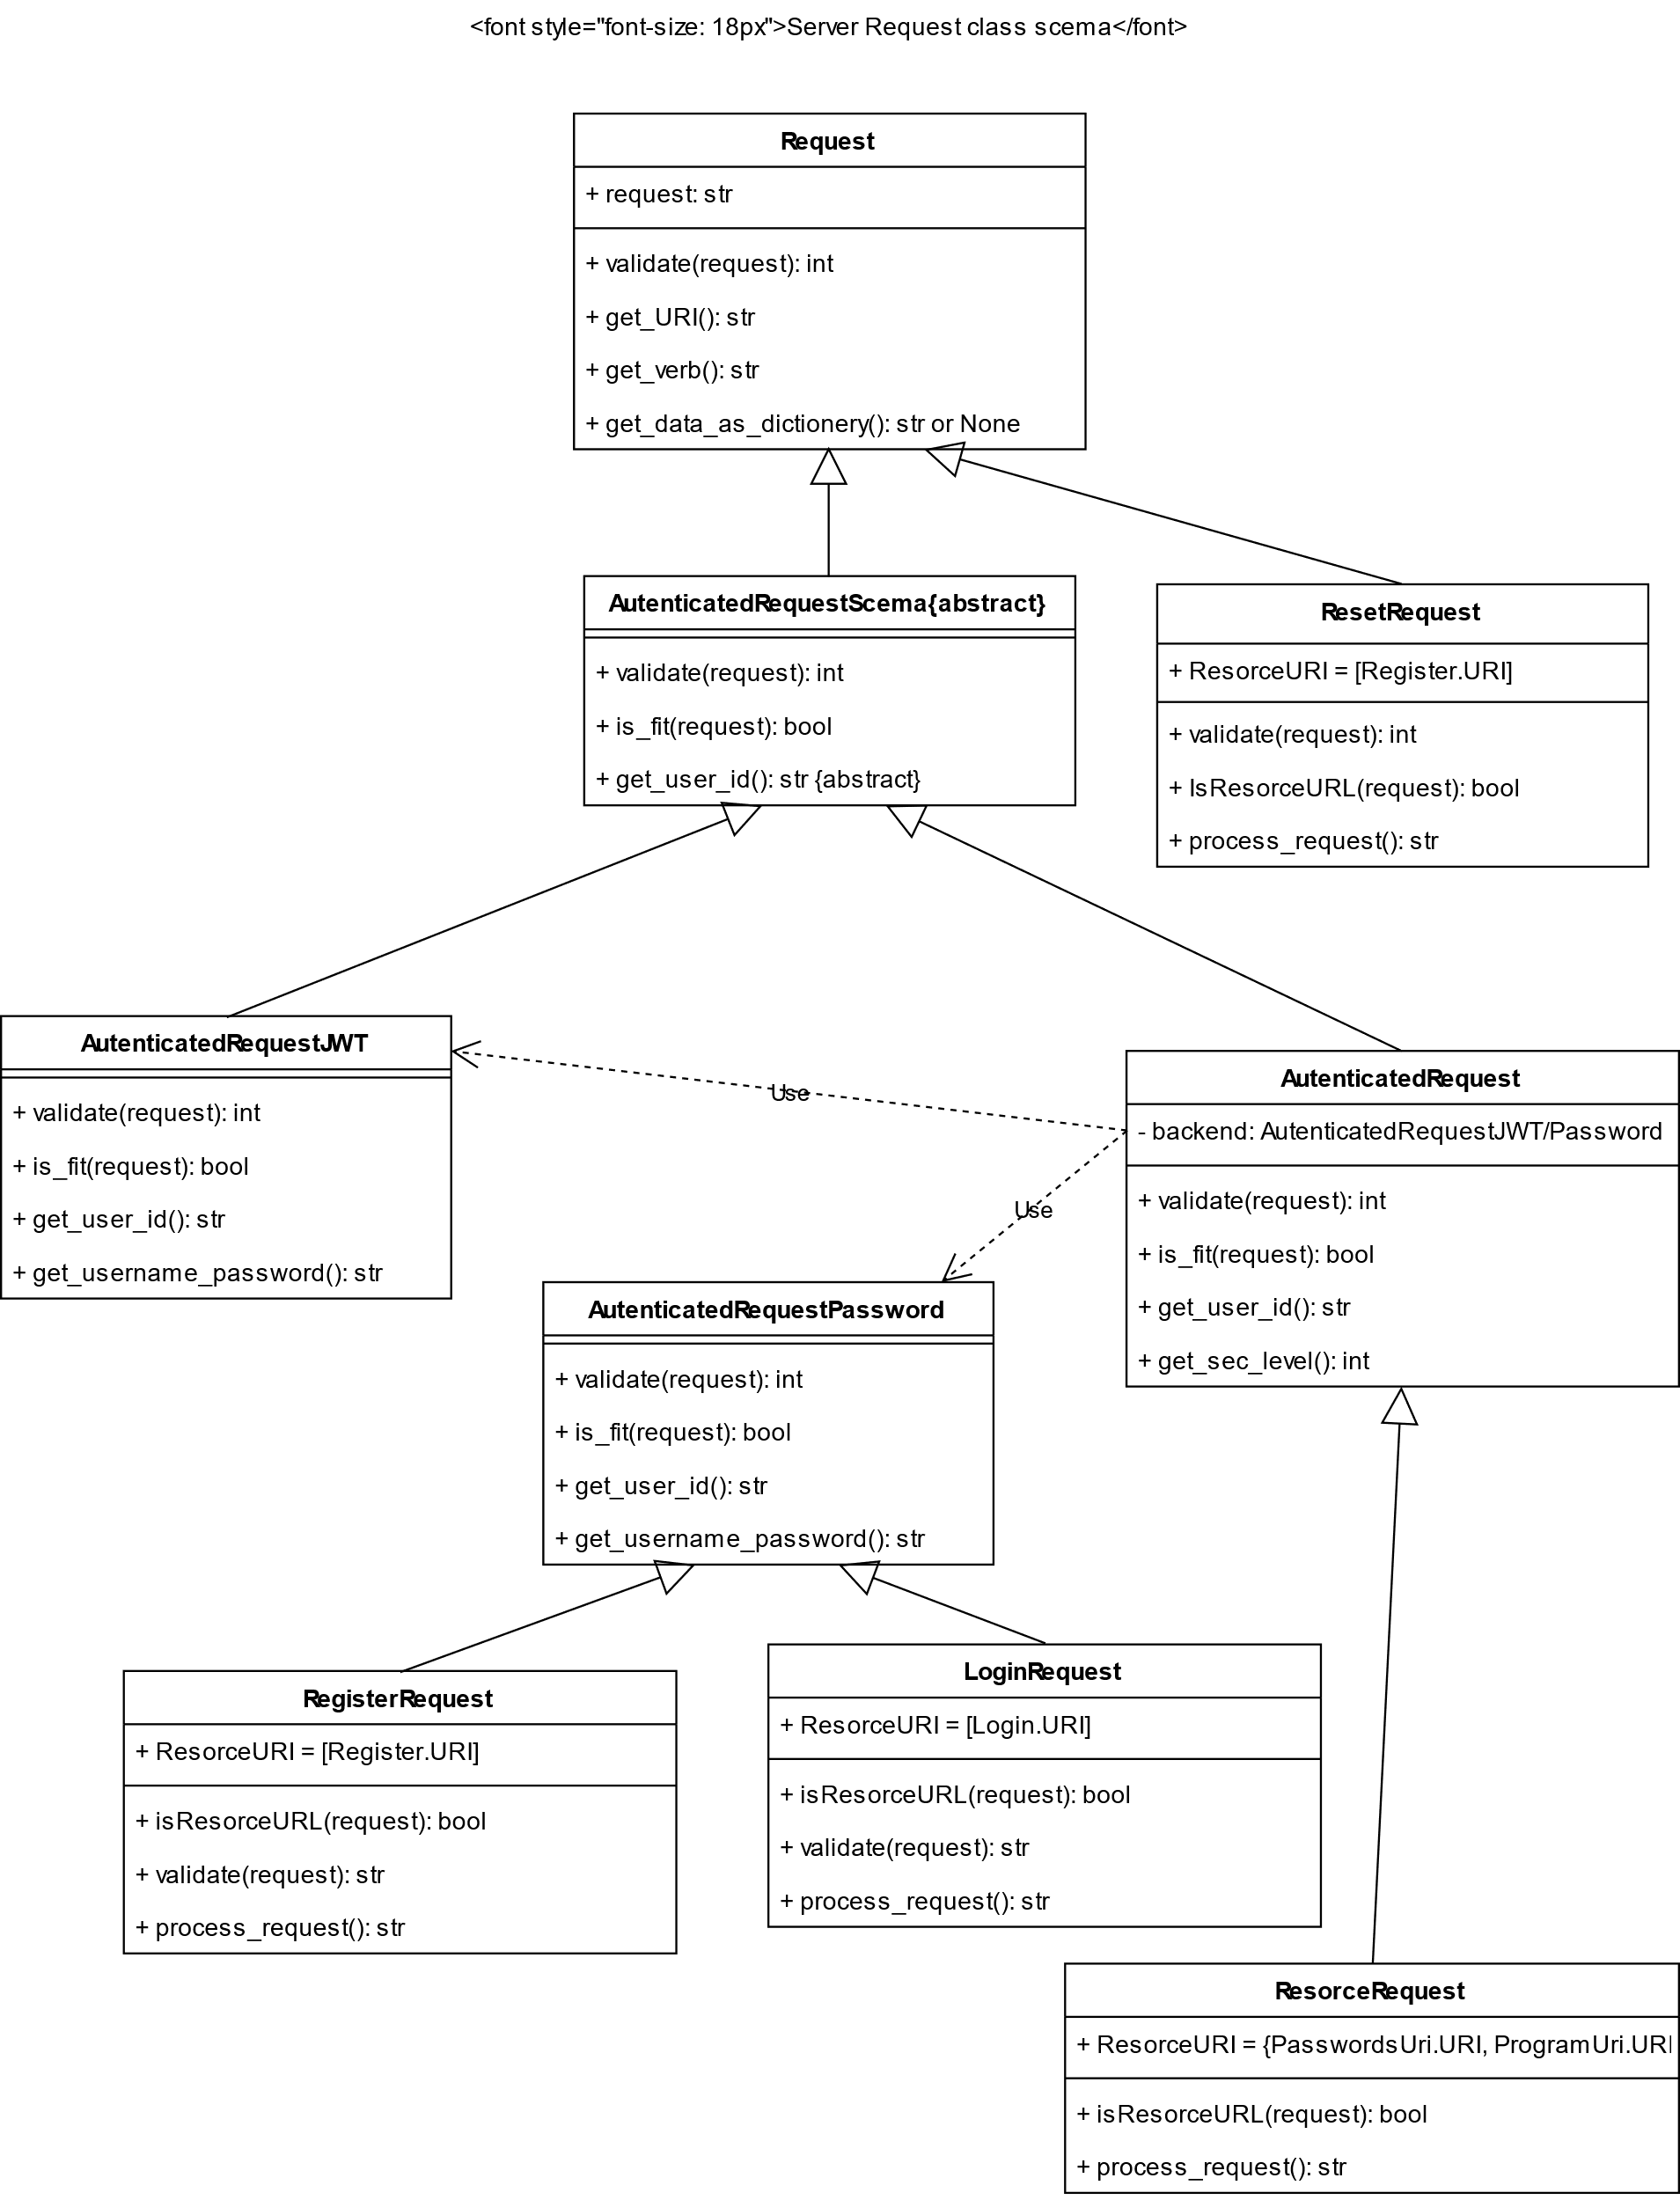 <font style="font-size: 18px">Server Request class scema</font>
Request
+ request: str
+ validate(request): int
+ get_URI(): str
+ get_verb(): str
+ get_data_as_dictionery(): str or None
AutenticatedRequestScema{abstract}
+ validate(request): int
+ is_fit(request): bool
+ get_user_id(): str {abstract}
ResetRequest
+ ResorceURI = [Register.URI]
+ validate(request): int
+ IsResorceURL(request): bool
+ process_request(): str
AutenticatedRequestJWT
+ validate(request): int
+ is_fit(request): bool
+ get_user_id(): str
+ get_username_password(): str
Use
Use
AutenticatedRequest
- backend: AutenticatedRequestJWT/Password
+ validate(request): int
+ is_fit(request): bool
+ get_user_id(): str
+ get_sec_level(): int
AutenticatedRequestPassword
+ validate(request): int
+ is_fit(request): bool
+ get_user_id(): str
+ get_username_password(): str
RegisterRequest
+ ResorceURI = [Register.URI]
+ isResorceURL(request): bool
+ validate(request): str
+ process_request(): str
LoginRequest
+ ResorceURI = [Login.URI]
+ isResorceURL(request): bool
+ validate(request): str
+ process_request(): str
ResorceRequest
+ ResorceURI = {PasswordsUri.URI, ProgramUri.URI
+ isResorceURL(request): bool
+ process_request(): str